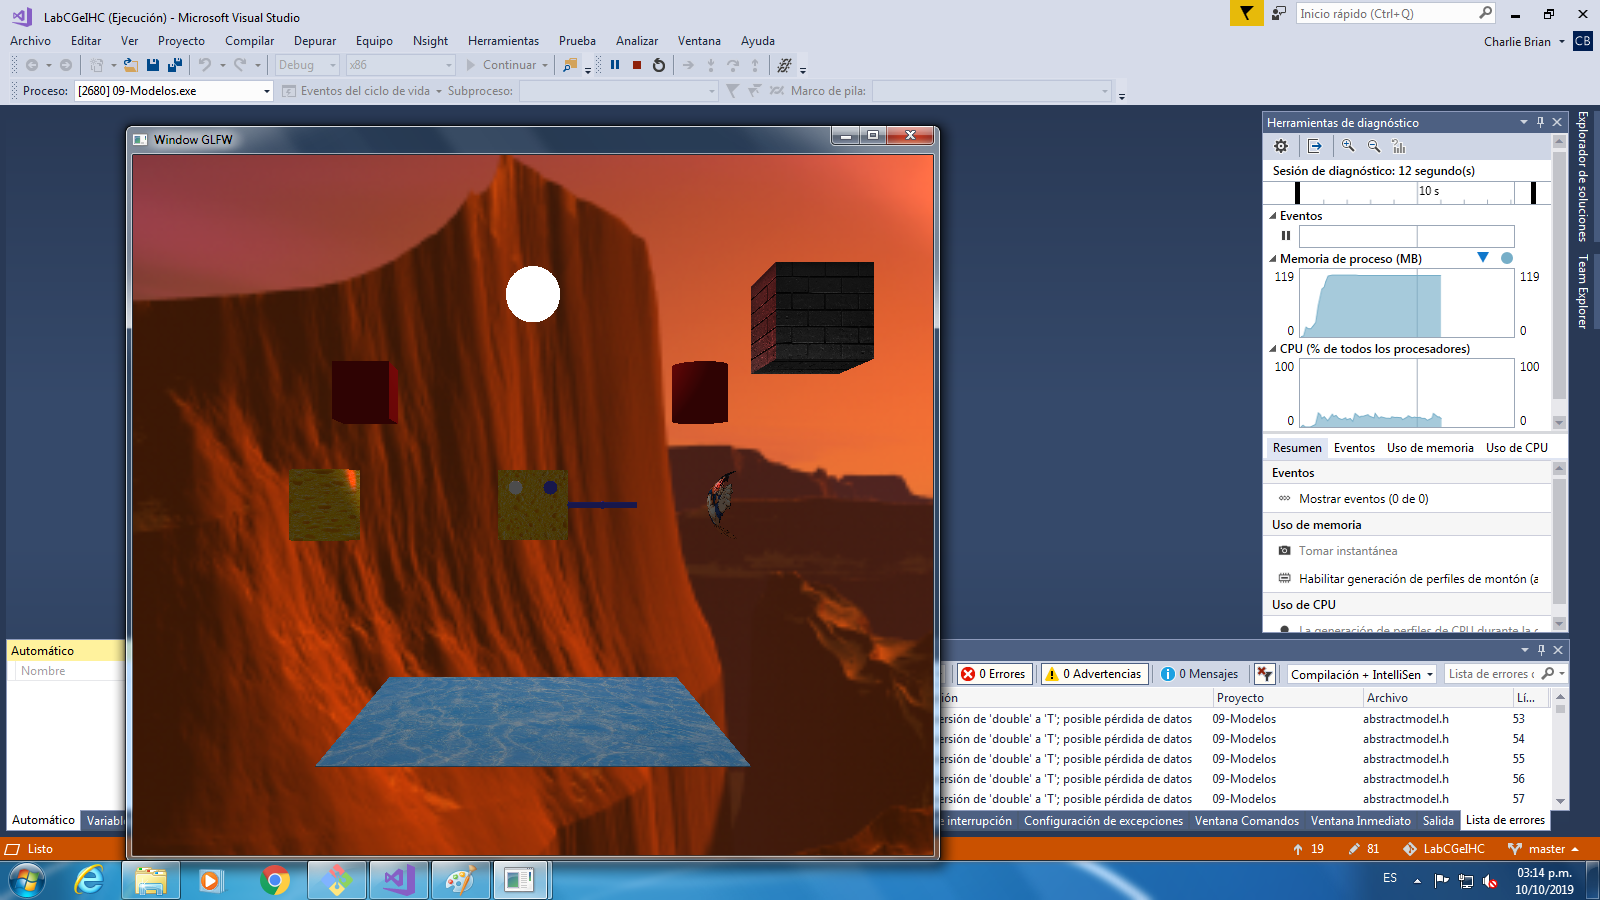 LabCGeIHC (Ejecución) - Microsoft Visual Studio
Inicio rápido (Ctrl+Q)
Archivo Editar Ver Proyecto Compilar Depurar Equipo Nsight Herramientas Prueba Analizar Ventana Ayuda
Charlie Brian CB
Debug x86 Continuar
Proceso: [2680] 09-Modelos.exe Eventos del ciclo de vida Subproceso: Marco de pila:
Window GLFW
Herramientas de diagnóstico
Sesión de diagnóstico: 12 segundo(s)
10 s
Eventos
Memoria de proceso (MB)
119 119
0 0
CPU (% de todos los procesadores)
100 100
0 0
Resumen Eventos Uso de memoria Uso de CPU
Eventos
Mostrar eventos (0 de 0)
Uso de memoria
Tomar instantánea
Habilitar generación de perfiles de montón (a
Uso de CPU
La generación de perfiles de CPU durante la
Explorador de soluciones
Team Explorer
Automático
Nombre
Automático Variable
0 Errores 0 Advertencias 0 Mensajes Compilación + IntelliSen Lista de errores
ión Proyecto Archivo Lí...
ersión de 'double' a 'T'; posible pérdida de datos 09-Modelos abstractmodel.h 53
ersión de 'double' a 'T'; posible pérdida de datos 09-Modelos abstractmodel.h 54
ersión de 'double' a 'T'; posible pérdida de datos 09-Modelos abstractmodel.h 55
ersión de 'double' a 'T'; posible pérdida de datos 09-Modelos abstractmodel.h 56
ersión de 'double' a 'T'; posible pérdida de datos 09-Modelos abstractmodel.h 57
e interrupción Configuración de excepciones Ventana Comandos Ventana Inmediato Salida Lista de errores
Listo 19 81 LabCGeIHC master
ES 03:14 p.m.
10/10/2019